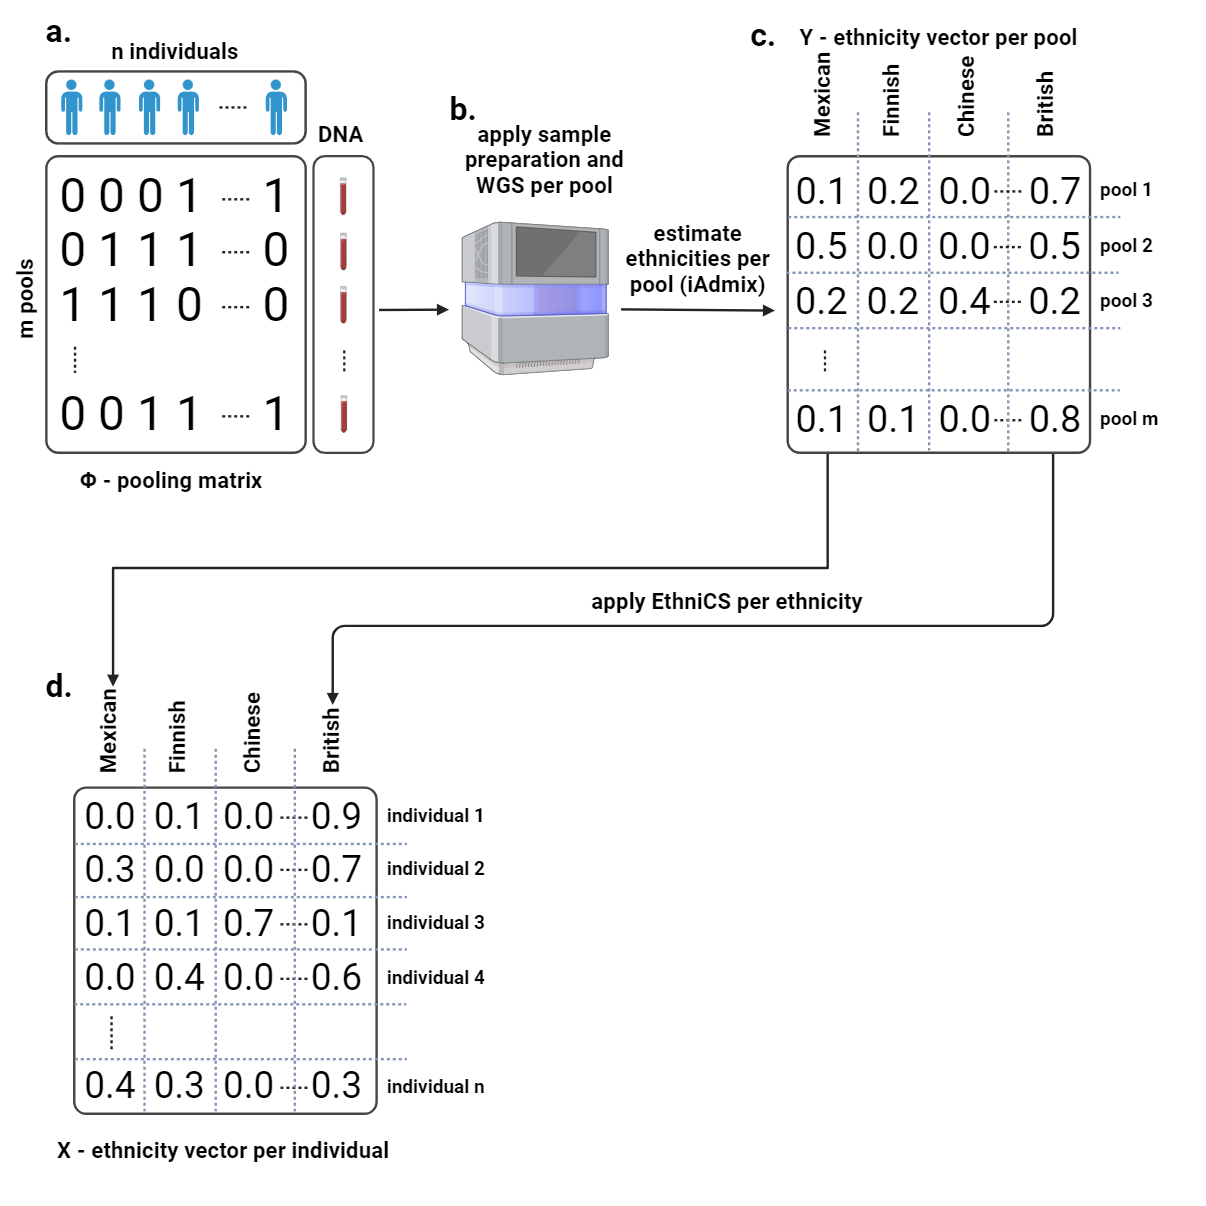 a.
n individuals
DNA
m pools
0 0 0 1 ..... 1
0 1 1 1 ..... 0
1 1 1 0 ..... 0
.....
0 0 1 1 ..... 1
Φ - pooling matrix
b.
apply sample
preparation and
WGS per pool
estimate
ethnicities per
pool (iAdmix)
c.
Y - ethnicity vector per pool
Mexican Finnish Chinese British
0.1 0.2 0.0 ..... 0.7 pool 1
0.5 0.0 0.0 ..... 0.5 pool 2
0.2 0.2 0.4 ..... 0.2 pool 3
.....
0.1 0.1 0.0 ..... 0.8 pool m
apply EthniCS per ethnicity
d.
Mexican Finnish Chinese British
0.0 0.1 0.0 ..... 0.9 individual 1
0.3 0.0 0.0 ..... 0.7 individual 2
0.1 0.1 0.7 ..... 0.1 individual 3
0.0 0.4 0.0 ..... 0.6 individual 4
.....
0.4 0.3 0.0 ..... 0.3 individual n
X - ethnicity vector per individual